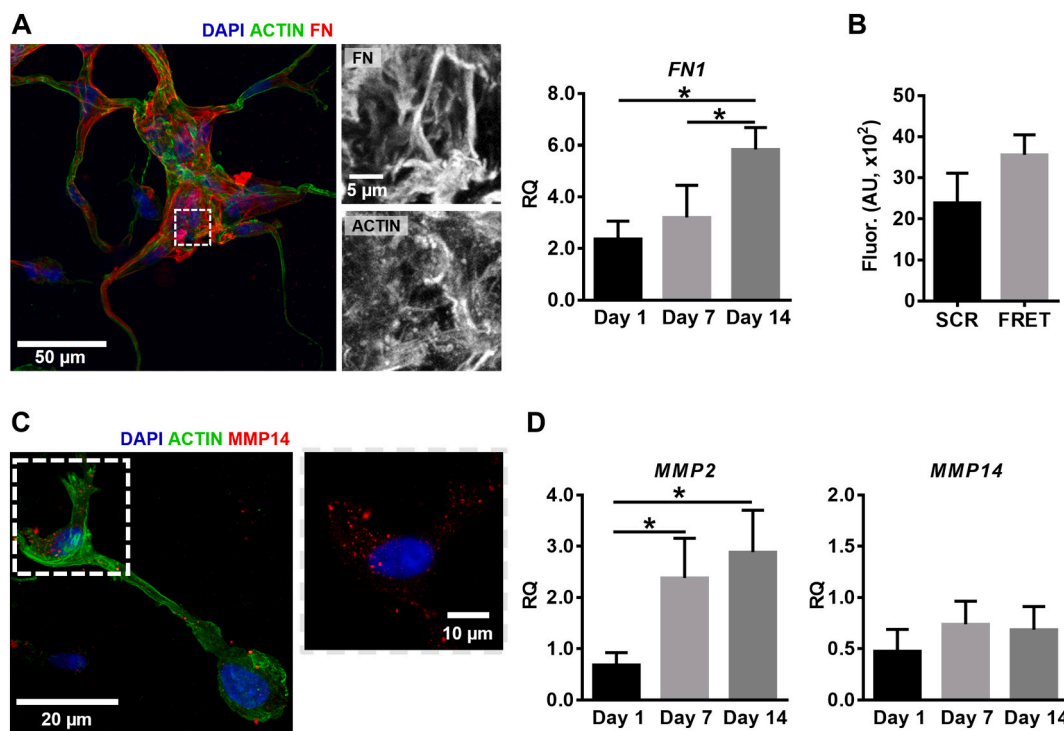 A
DAPI ACTIN FN
FN
5 µm
ACTIN
50 µm
FN1
*
*
RQ
8.0
6.0
4.0
2.0
0.0
Day 1 Day 7 Day 14
B
Fluor. (AU, x10²)
50
40
30
20
10
0
SCR FRET
C
DAPI ACTIN MMP14
20 µm
10 µm
D
MMP2
*
*
RQ
4.0
3.0
2.0
1.0
0.0
Day 1 Day 7 Day 14
MMP14
RQ
2.0
1.5
1.0
0.5
0.0
Day 1 Day 7 Day 14